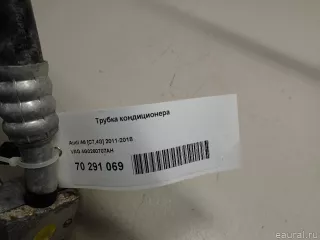 Трубка кондиционера
Audi A6 [C7,4G] 2011-2018
VAG 4G0260707AH
70 291 069
© eaural.ru